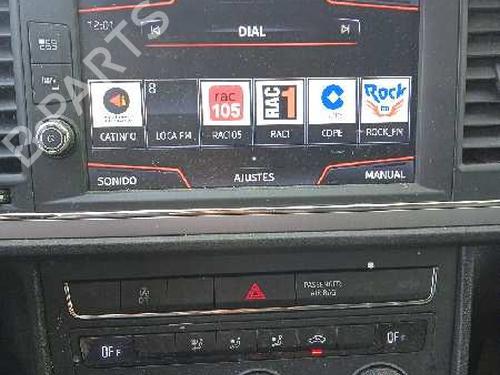 12:01
DIAL
8
rac
105
RAC
1
Rock
fm
CATINFO
LOCA FM
RAC105
RAC1
COPE
ROCK_FM
SONIDO
AJUSTES
MANUAL
B-PARTS
PASSENGER
AIR BAG
OFF
OFF